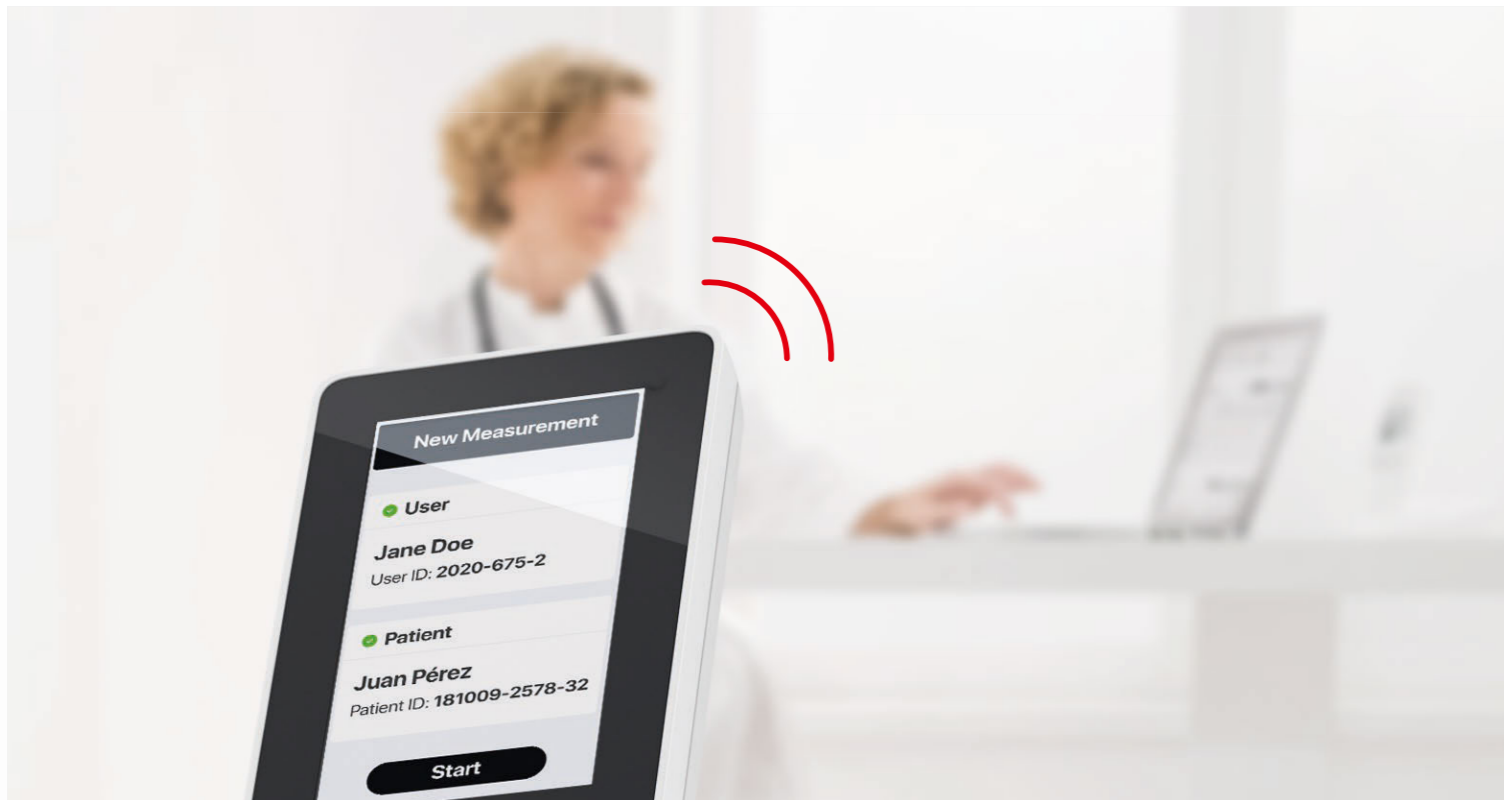 New Measurement
User
Jane Doe
User ID: 2020-675-2
Patient
Juan Pérez
Patient ID: 181009-2578-32
Start